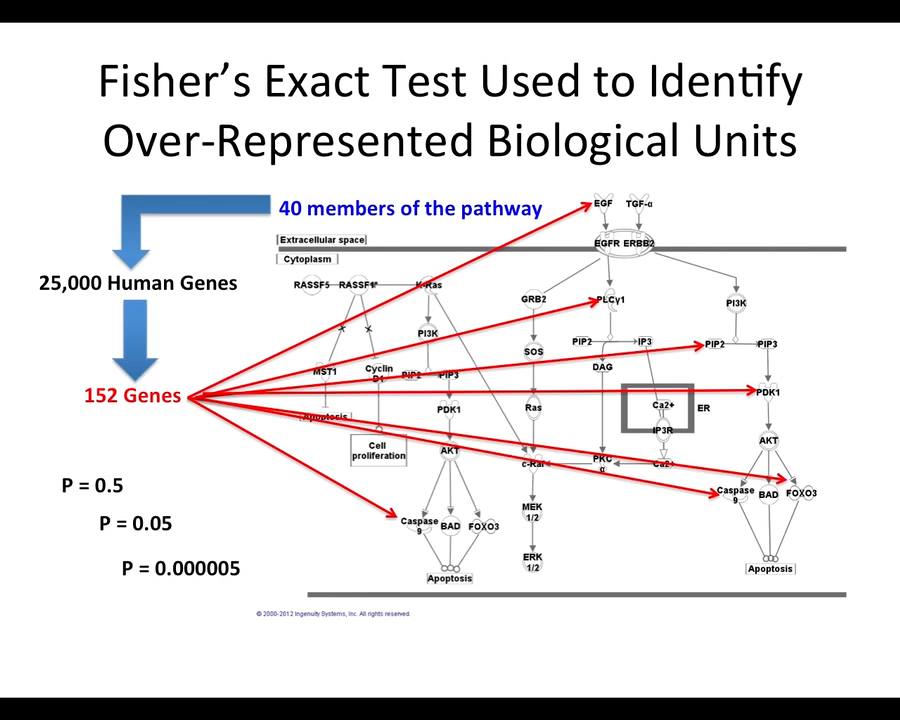 Fisher’s Exact Test Used to Identify
Over-Represented Biological Units
40 members of the pathway
25,000 Human Genes
152 Genes
P = 0.5
P = 0.05
P = 0.000005
EGF TGF-α
Extracellular space
EGFR ERBB2
Cytoplasm
RASSF5 RASSF1 K-Ras
GRB2 PLCγ1 PI3K
PI3K
PIP2 IP3 PIP2 PIP3
SOS
DAG
MST1 Cyclin
D1 PIP2 PIP3
PDK1
Ca2+ ER
PDK1 Ras
Apoptosis
IP3R
AKT
Cell
proliferation
AKT
c-Raf PKC
α Ca2+
Caspase
9 BAD FOXO3
MEK
1/2
Caspase
9 BAD FOXO3
ERK
1/2
Apoptosis
Apoptosis
© 2000-2012 Ingenuity Systems, Inc. All rights reserved.